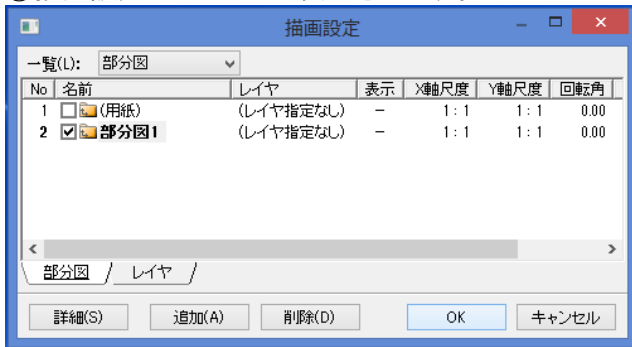 描画設定
一覧(L): 部分図
No 名前 レイヤ 表示 X軸尺度 Y軸尺度 回転角
1 (用紙) (レイヤ指定なし) － 1 : 1 1 : 1 0.00
2 部分図1 (レイヤ指定なし) － 1 : 1 1 : 1 0.00
部分図 レイヤ
詳細(S) 追加(A) 削除(D) OK キャンセル